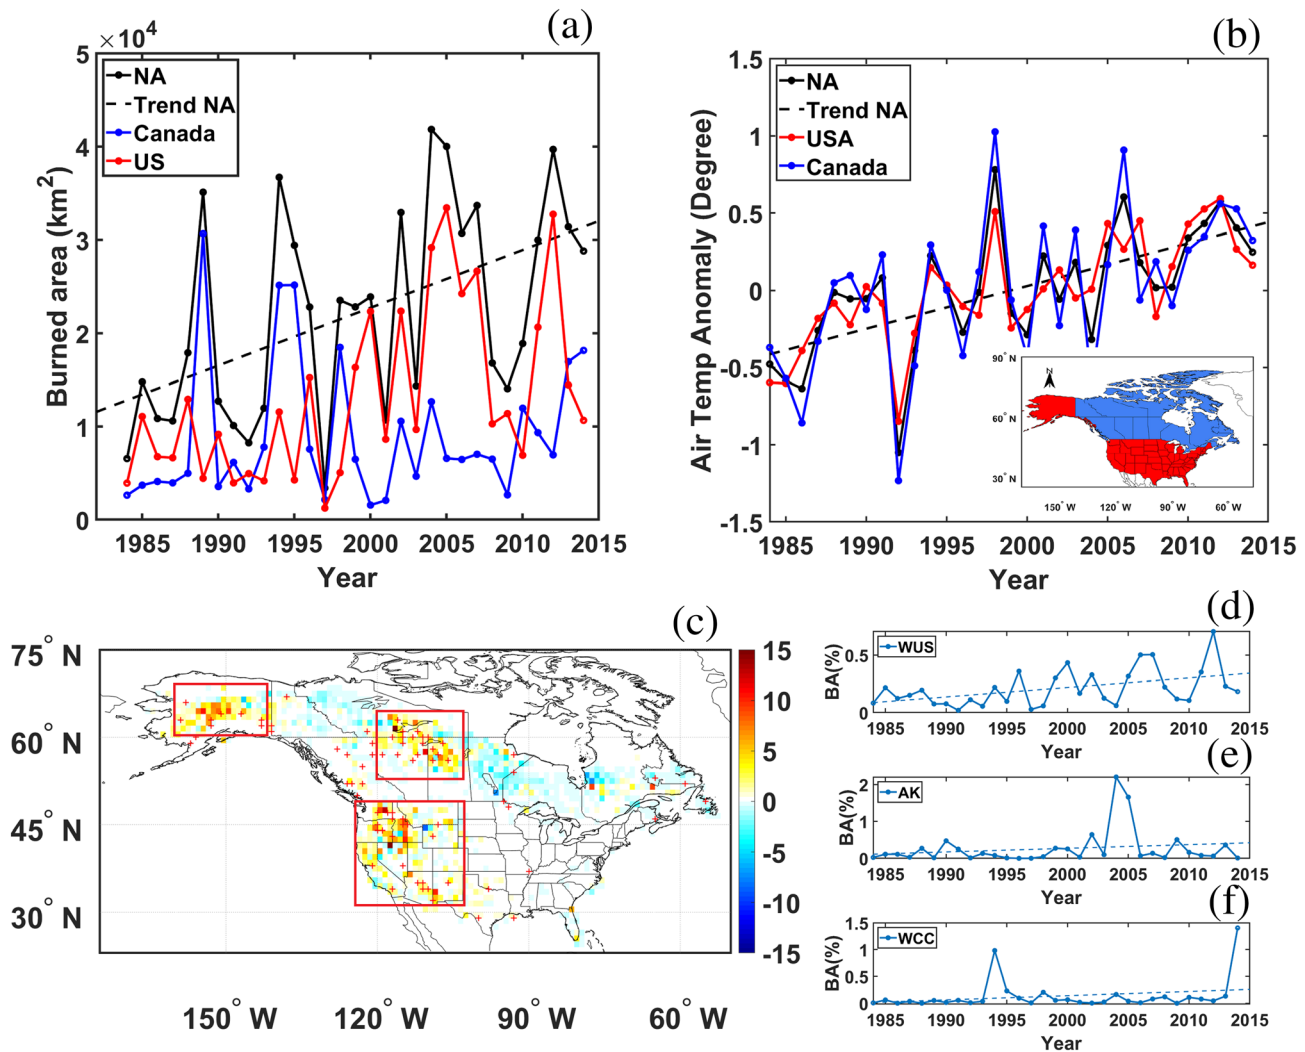 (a)
×10⁴
5
4
3
2
1
0
Burned area (km²)
NA
Trend NA
Canada
US
1985 1990 1995 2000 2005 2010 2015
Year
(b)
1.5
1
0.5
0
-0.5
-1
-1.5
Air Temp Anomaly (Degree)
NA
Trend NA
USA
Canada
90° N
60° N
30° N
N
150° W 120° W 90° W 60° W
1985 1990 1995 2000 2005 2010 2015
Year
(c)
75° N
60° N
45° N
30° N
150° W 120° W 90° W 60° W
15
10
5
0
-5
-10
-15
(d)
WUS
BA(%)
0.5
0
1985 1990 1995 2000 2005 2010 2015
Year
(e)
AK
BA(%)
2
1
0
1985 1990 1995 2000 2005 2010 2015
Year
(f)
WCC
BA(%)
1.5
1
0.5
0
1985 1990 1995 2000 2005 2010 2015
Year